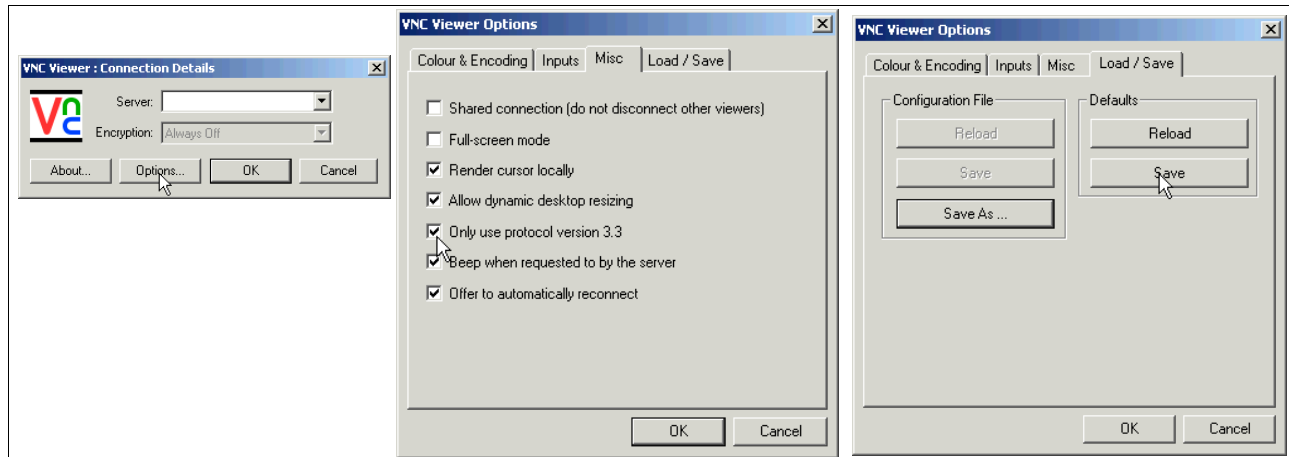 VNC Viewer : Connection Details
VNC
Server:
Encryption: Always Off
About... Options... OK Cancel
VNC Viewer Options
Colour & Encoding Inputs Misc Load / Save
Shared connection (do not disconnect other viewers)
Full-screen mode
Render cursor locally
Allow dynamic desktop resizing
Only use protocol version 3.3
Beep when requested to by the server
Offer to automatically reconnect
OK Cancel
VNC Viewer Options
Colour & Encoding Inputs Misc Load / Save
Configuration File
Reload
Save
Save As ...
Defaults
Reload
Save
OK Cancel